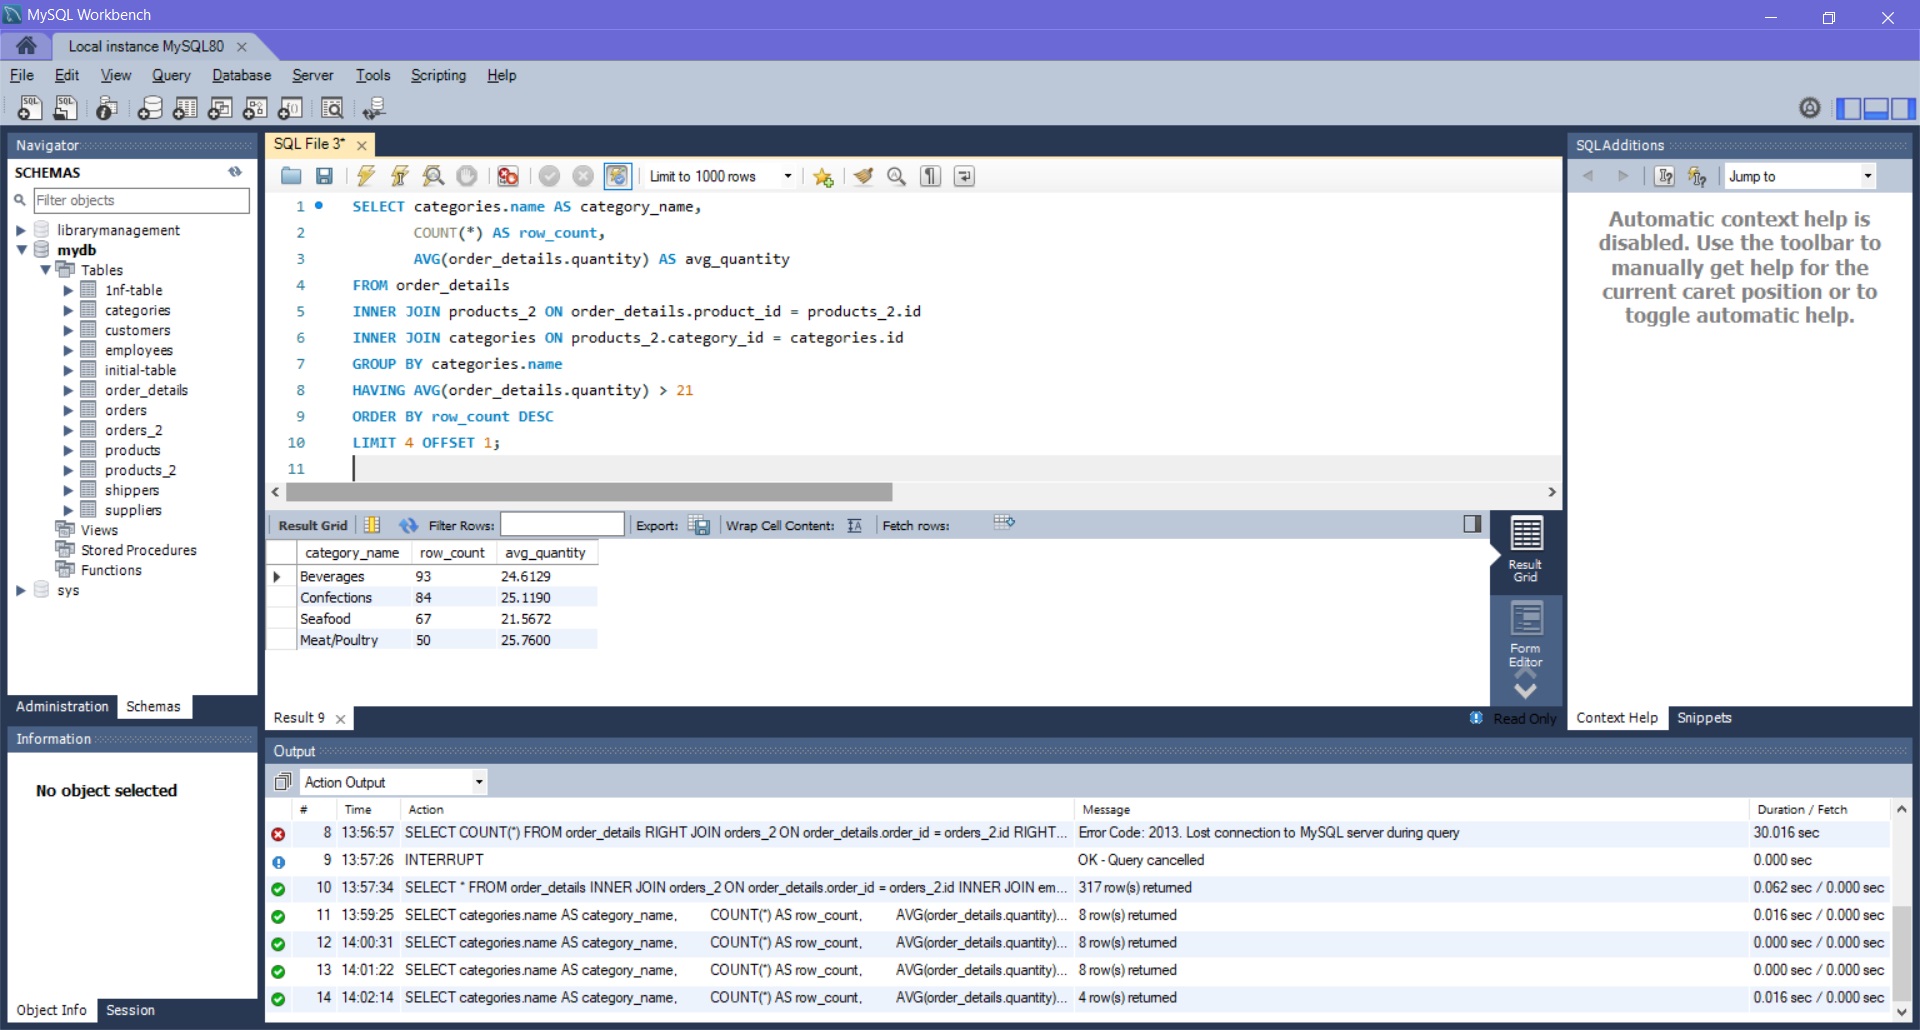 MySQL Workbench
Local instance MySQL80
File Edit View Query Database Server Tools Scripting Help
Navigator
SCHEMAS
Filter objects
librarymanagement
mydb
Tables
1nf-table
categories
customers
employees
initial-table
order_details
orders
orders_2
products
products_2
shippers
suppliers
Views
Stored Procedures
Functions
sys
Administration Schemas
Information
No object selected
Object Info Session
SQL File 3*
Limit to 1000 rows
1 SELECT categories.name AS category_name,
2 COUNT(*) AS row_count,
3 AVG(order_details.quantity) AS avg_quantity
4 FROM order_details
5 INNER JOIN products_2 ON order_details.product_id = products_2.id
6 INNER JOIN categories ON products_2.category_id = categories.id
7 GROUP BY categories.name
8 HAVING AVG(order_details.quantity) > 21
9 ORDER BY row_count DESC
10 LIMIT 4 OFFSET 1;
11
Result Grid Filter Rows: Export: Wrap Cell Content: Fetch rows:
category_name row_count avg_quantity
Beverages 93 24.6129
Confections 84 25.1190
Seafood 67 21.5672
Meat/Poultry 50 25.7600
Result
Grid
Form
Editor
Result 9 Read Only
SQLAdditions
Jump to
Automatic context help is
disabled. Use the toolbar to
manually get help for the
current caret position or to
toggle automatic help.
Context Help Snippets
Output
Action Output
# Time Action Message Duration / Fetch
8 13:56:57 SELECT COUNT(*) FROM order_details RIGHT JOIN orders_2 ON order_details.order_id = orders_2.id RIGHT... Error Code: 2013. Lost connection to MySQL server during query 30.016 sec
9 13:57:26 INTERRUPT OK - Query cancelled 0.000 sec
10 13:57:34 SELECT * FROM order_details INNER JOIN orders_2 ON order_details.order_id = orders_2.id INNER JOIN em... 317 row(s) returned 0.062 sec / 0.000 sec
11 13:59:25 SELECT categories.name AS category_name, COUNT(*) AS row_count, AVG(order_details.quantity)... 8 row(s) returned 0.016 sec / 0.000 sec
12 14:00:31 SELECT categories.name AS category_name, COUNT(*) AS row_count, AVG(order_details.quantity)... 8 row(s) returned 0.000 sec / 0.000 sec
13 14:01:22 SELECT categories.name AS category_name, COUNT(*) AS row_count, AVG(order_details.quantity)... 8 row(s) returned 0.000 sec / 0.000 sec
14 14:02:14 SELECT categories.name AS category_name, COUNT(*) AS row_count, AVG(order_details.quantity)... 4 row(s) returned 0.016 sec / 0.000 sec